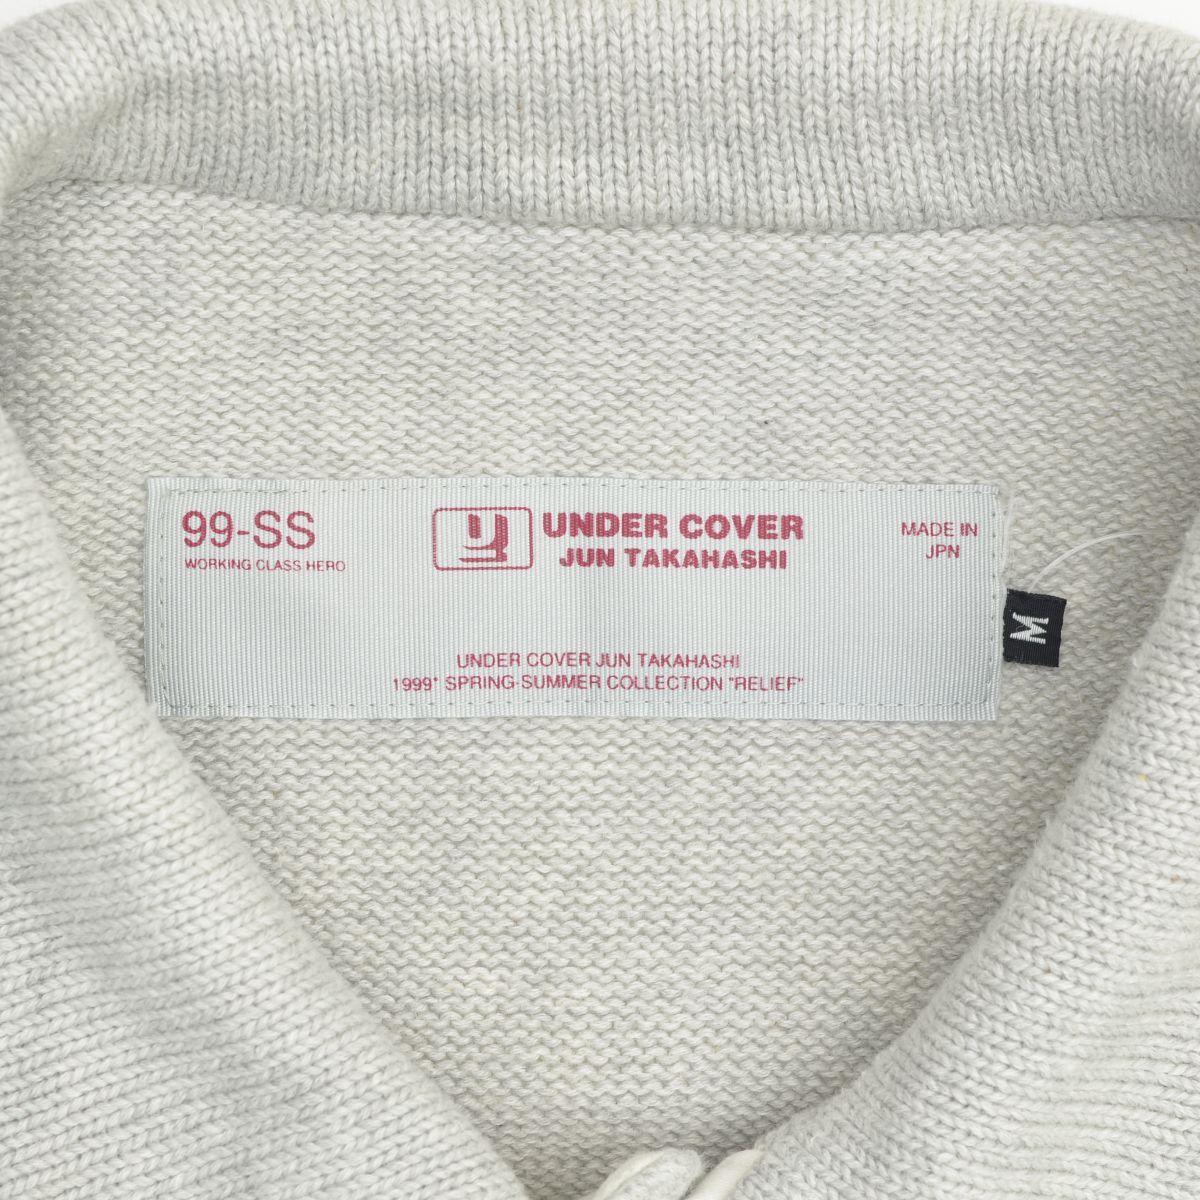 99-SS
WORKING CLASS HERO
U UNDER COVER
JUN TAKAHASHI
MADE IN
JPN
M
UNDER COVER JUN TAKAHASHI
1999' SPRING-SUMMER COLLECTION "RELIEF"